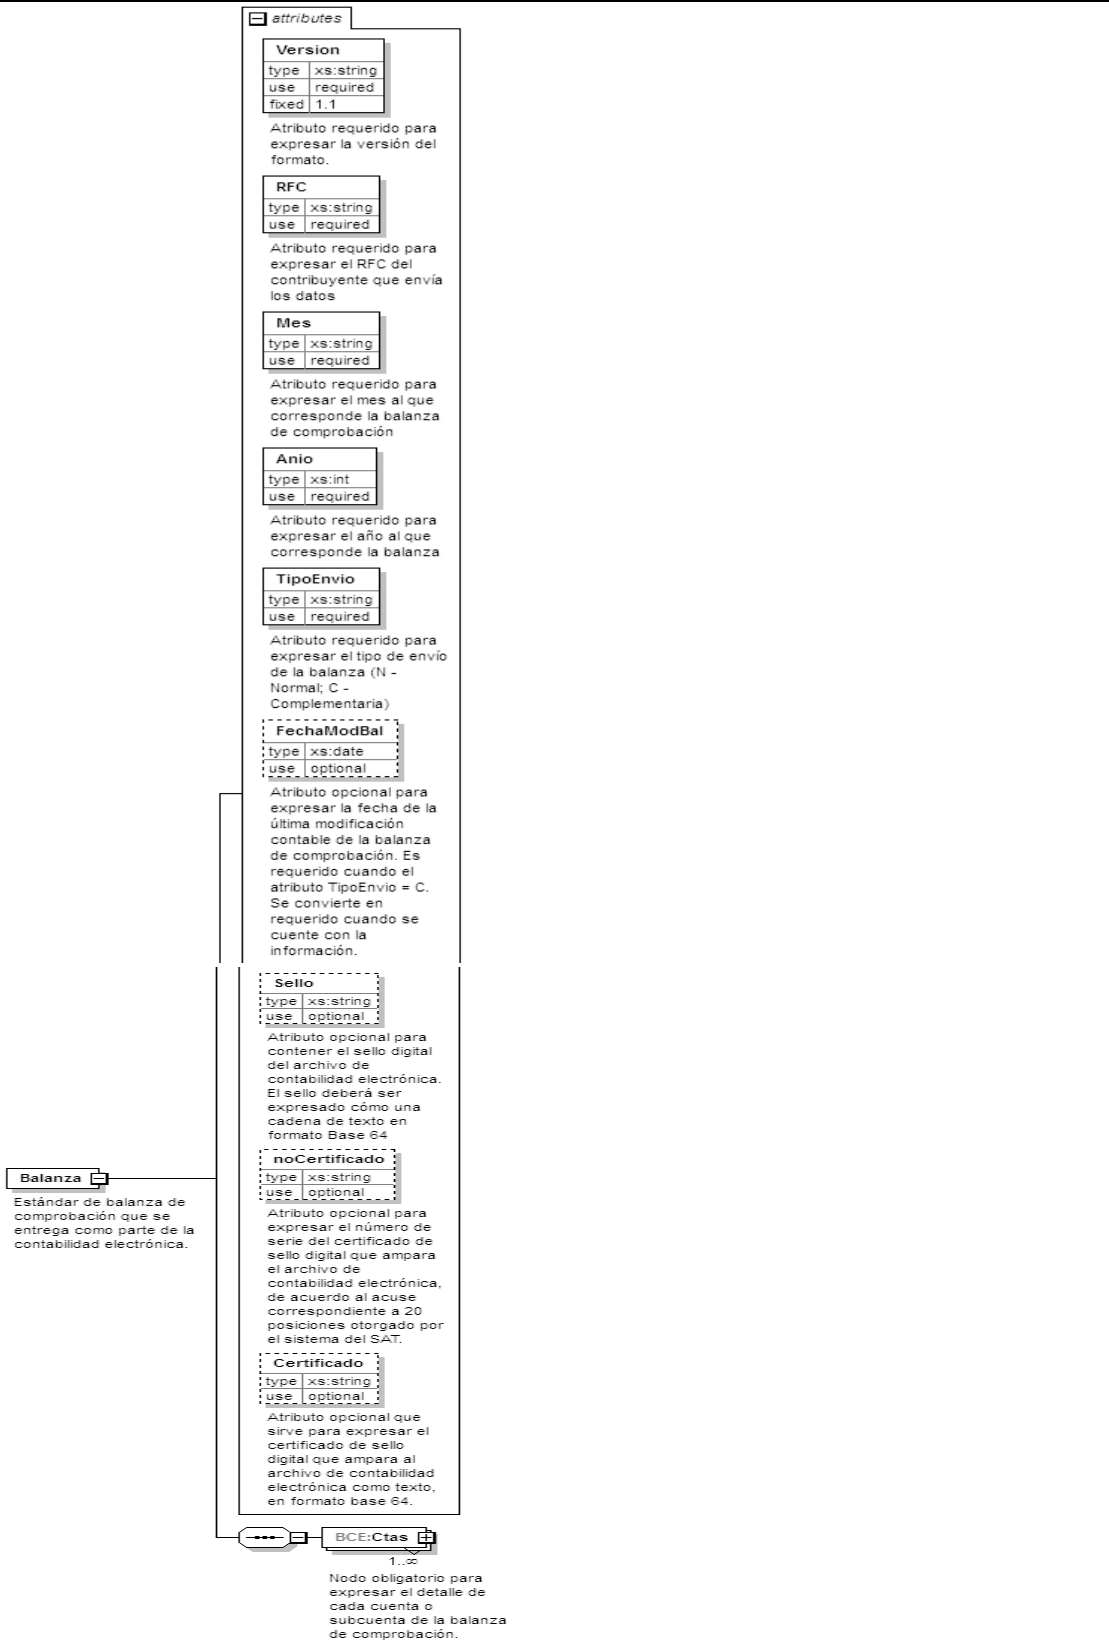 attributes
Version
type xs:string
use required
fixed 1.1
Atributo requerido para
expresar la versión del
formato.
RFC
type xs:string
use required
Atributo requerido para
expresar el RFC del
contribuyente que envía
los datos
Mes
type xs:string
use required
Atributo requerido para
expresar el mes al que
corresponde la balanza
de comprobación
Anio
type xs:int
use required
Atributo requerido para
expresar el año al que
corresponde la balanza
TipoEnvio
type xs:string
use required
Atributo requerido para
expresar el tipo de envío
de la balanza (N -
Normal; C -
Complementaria)
FechaModBal
type xs:date
use optional
Atributo opcional para
expresar la fecha de la
última modificación
contable de la balanza
de comprobación. Es
requerido cuando el
atributo TipoEnvio = C.
Se convierte en
requerido cuando se
cuente con la
información.
Sello
type xs:string
use optional
Atributo opcional para
contener el sello digital
del archivo de
contabilidad electrónica.
El sello deberá ser
expresado cómo una
cadena de texto en
formato Base 64
noCertificado
type xs:string
use optional
Atributo opcional para
expresar el número de
serie del certificado de
sello digital que ampara
el archivo de
contabilidad electrónica,
de acuerdo al acuse
correspondiente a 20
posiciones otorgado por
el sistema del SAT.
Certificado
type xs:string
use optional
Atributo opcional que
sirve para expresar el
certificado de sello
digital que ampara al
archivo de contabilidad
electrónica como texto,
en formato base 64.
Balanza
Estándar de balanza de
comprobación que se
entrega como parte de la
contabilidad electrónica.
BCE:Ctas
1..∞
Nodo obligatorio para
expresar el detalle de
cada cuenta o
subcuenta de la balanza
de comprobación.